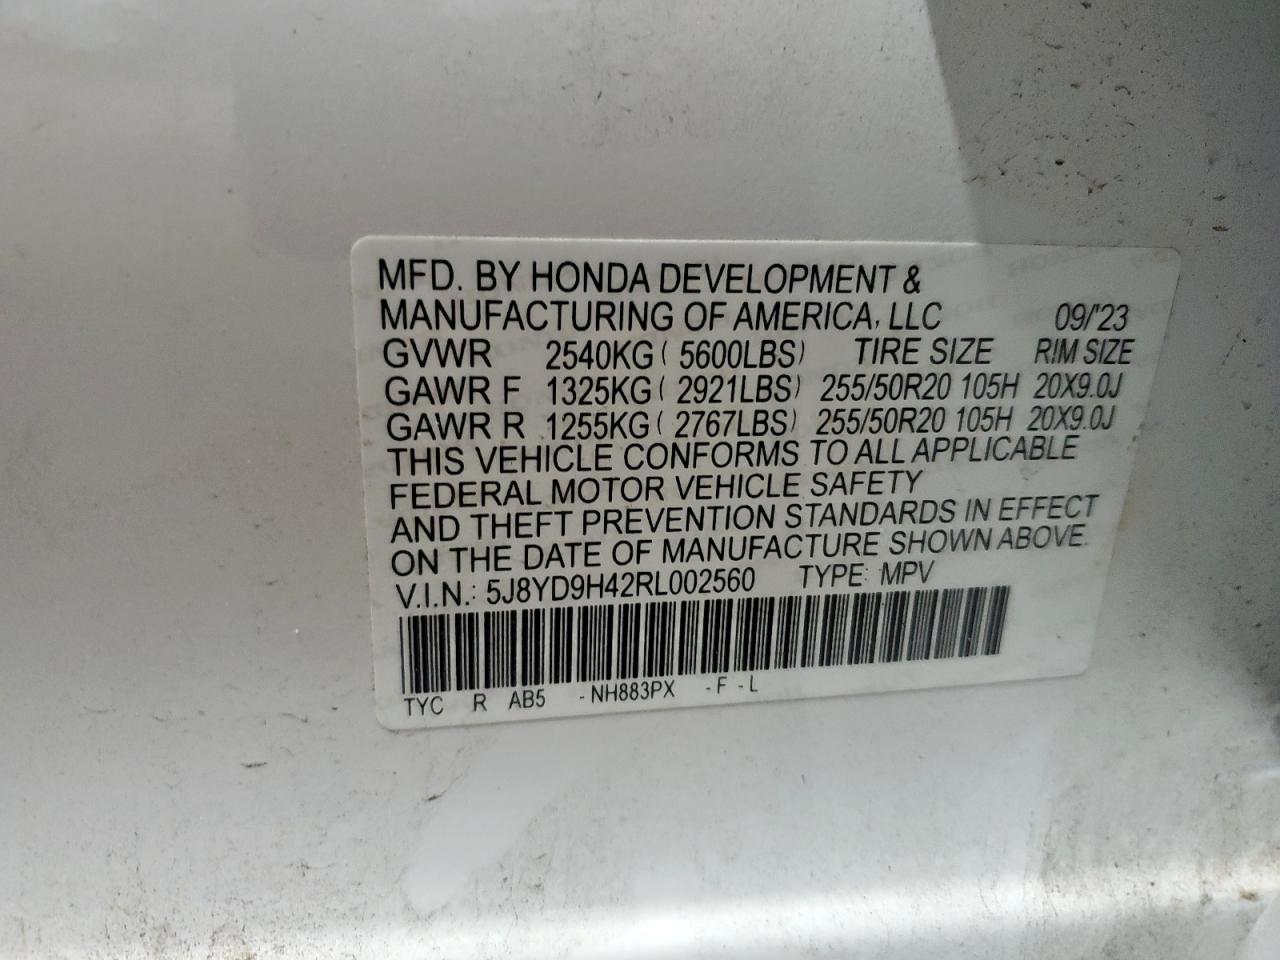 MFD. BY HONDA DEVELOPMENT &
MANUFACTURING OF AMERICA, LLC 09/'23
GVWR 2540KG ( 5600LBS) TIRE SIZE RIM SIZE
GAWR F 1325KG ( 2921LBS) 255/50R20 105H 20X9.0J
GAWR R 1255KG ( 2767LBS) 255/50R20 105H 20X9.0J
THIS VEHICLE CONFORMS TO ALL APPLICABLE
FEDERAL MOTOR VEHICLE SAFETY
AND THEFT PREVENTION STANDARDS IN EFFECT
ON THE DATE OF MANUFACTURE SHOWN ABOVE.
V.I.N.: 5J8YD9H42RL002560 TYPE: MPV
TYC R AB5 -NH883PX -F-L